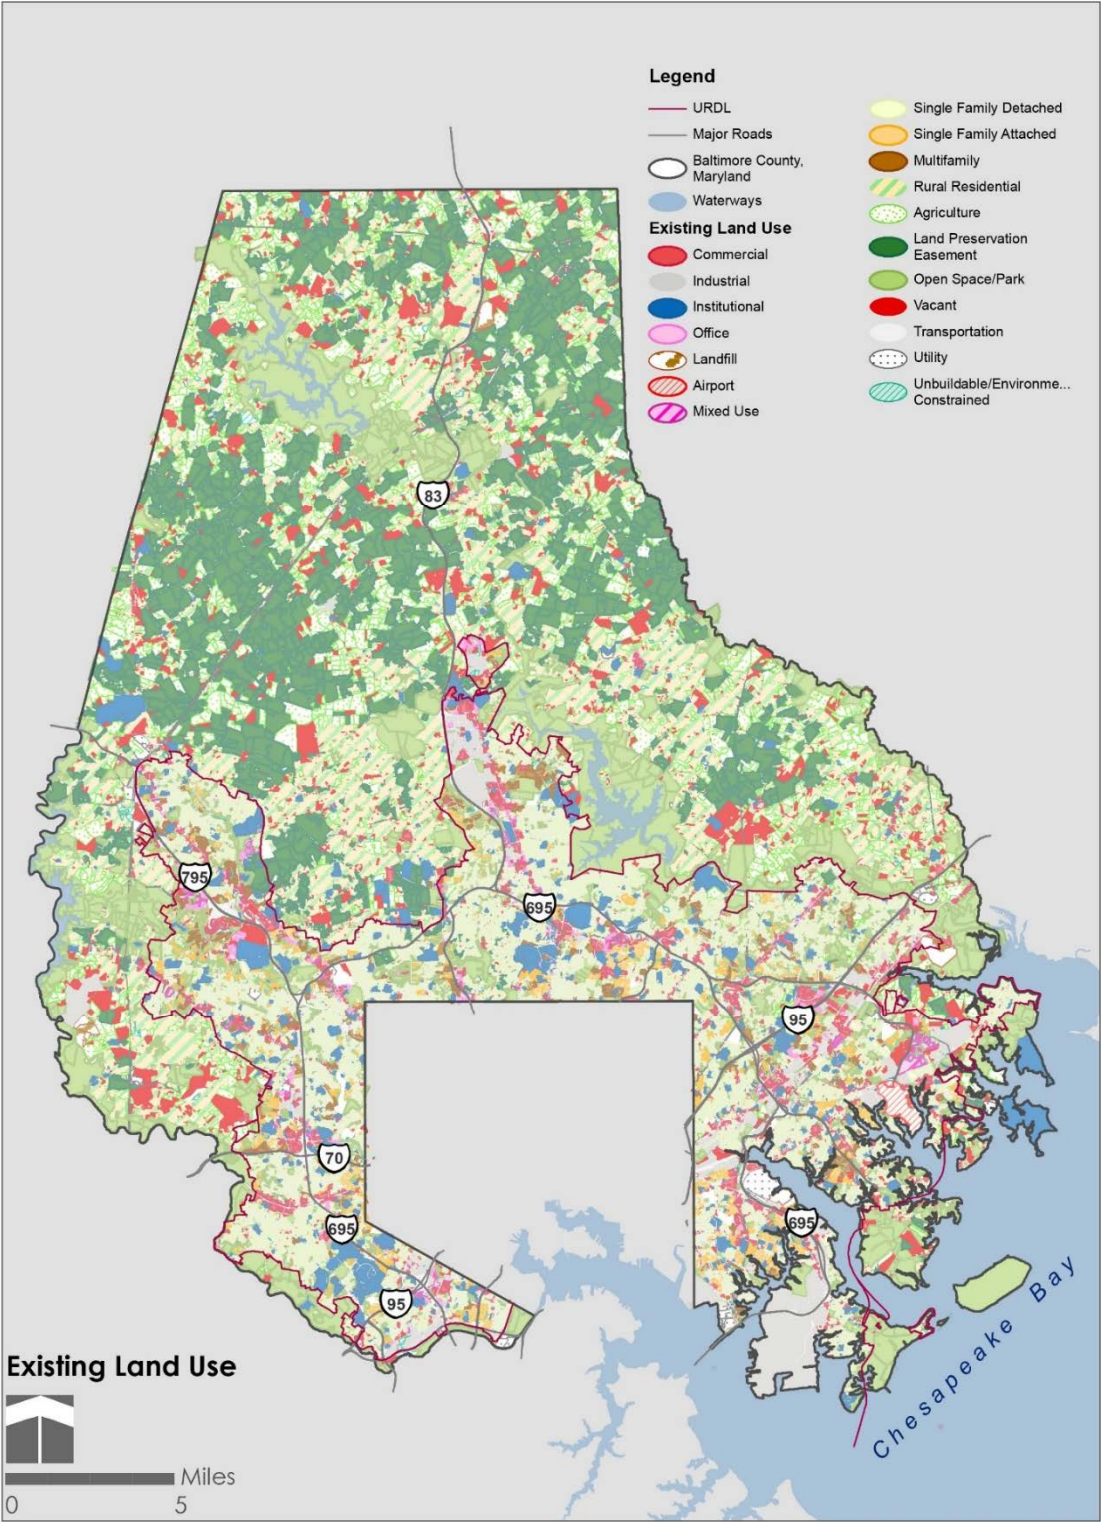 Legend
URDL
Major Roads
Baltimore County,
Maryland
Waterways
Existing Land Use
Commercial
Industrial
Institutional
Office
Landfill
Airport
Mixed Use
Single Family Detached
Single Family Attached
Multifamily
Rural Residential
Agriculture
Land Preservation
Easement
Open Space/Park
Vacant
Transportation
Utility
Unbuildable/Environme...
Constrained
83
795
695
95
70
695
695
95
Chesapeake Bay
Existing Land Use
Miles
0 5